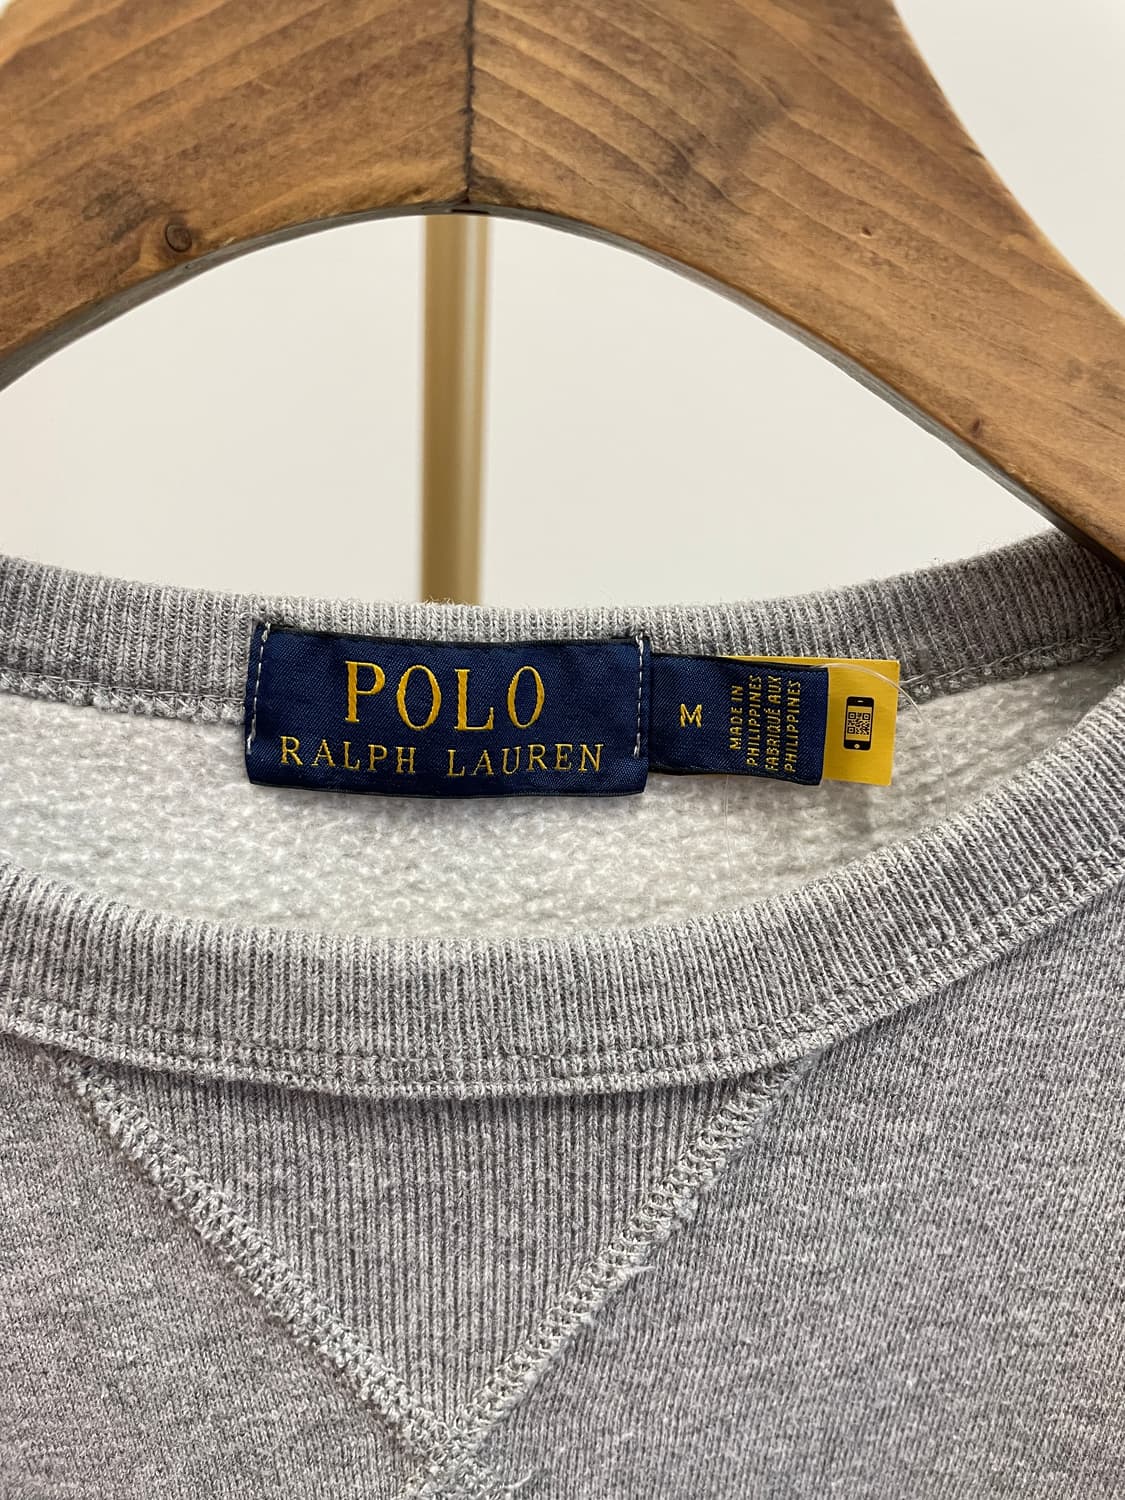 POLO
RALPH LAUREN
M
MADE IN
PHILIPPINES
FABRIQUÉ AUX
PHILIPPINES